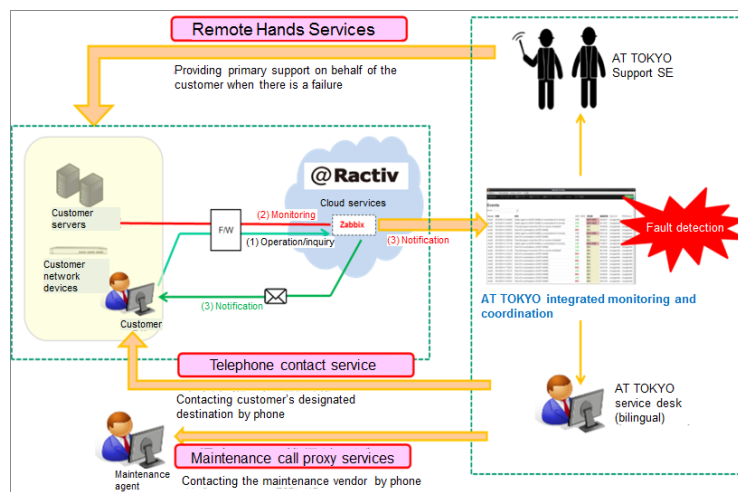 Remote Hands Services
Providing primary support on behalf of the
customer when there is a failure
AT TOKYO
Support SE
@Ractiv
Cloud services
Customer
servers
(2) Monitoring
Zabbix
F/W
(1) Operation/inquiry
(3) Notification
Fault detection
Customer
network
devices
(3) Notification
Customer
AT TOKYO integrated monitoring and
coordination
Telephone contact service
Contacting customer's designated
destination by phone
AT TOKYO
service desk
(bilingual)
Maintenance
agent
Maintenance call proxy services
Contacting the maintenance vendor by phone